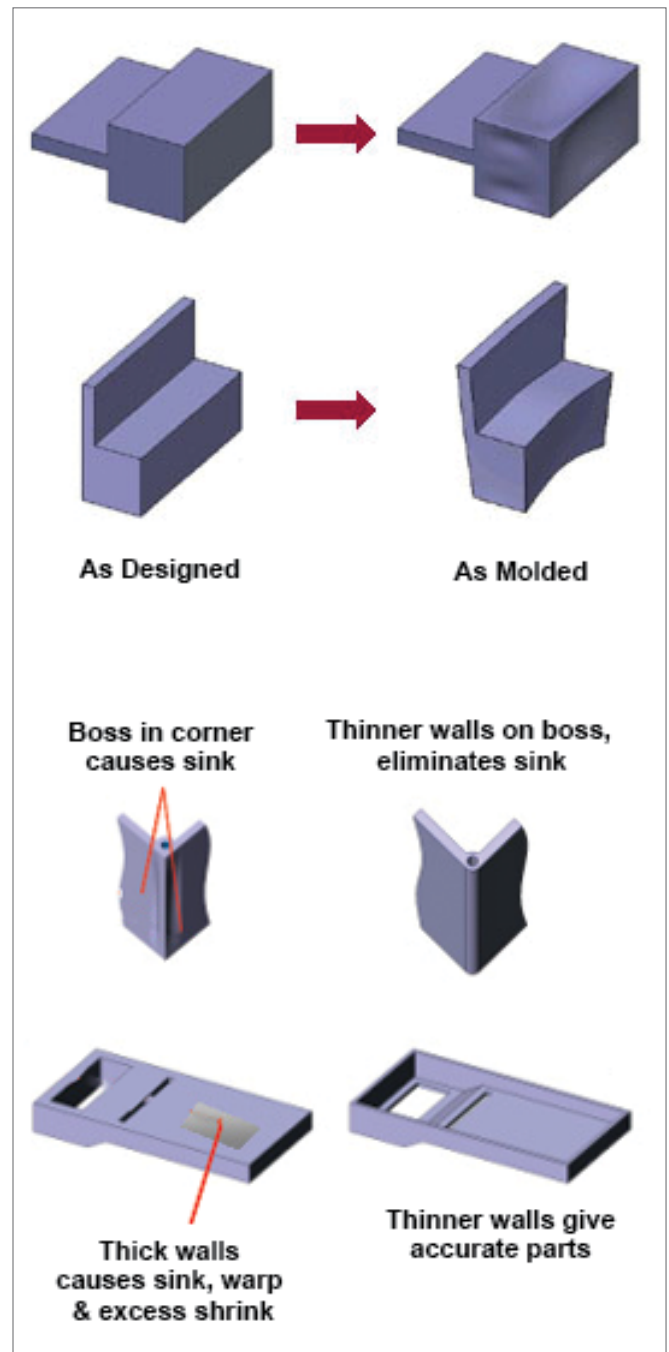 As Designed
As Molded
Boss in corner
causes sink
Thinner walls on boss,
eliminates sink
Thick walls
causes sink, warp
& excess shrink
Thinner walls give
accurate parts